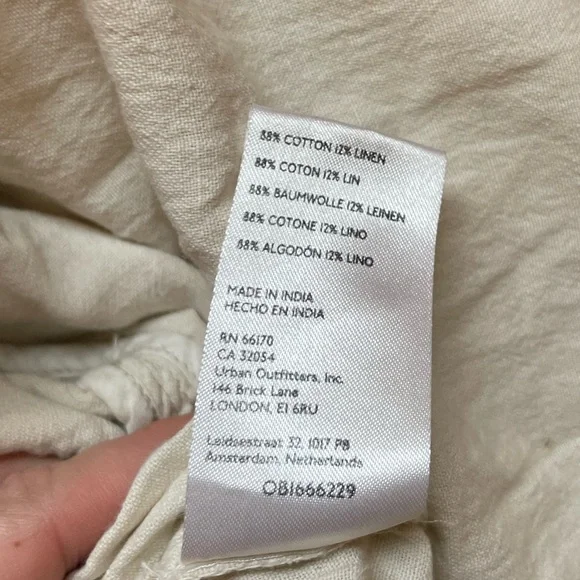 88% COTTON 12% LINEN
88% COTON 12% LIN
88% BAUMWOLLE 12% LEINEN
88% COTONE 12% LINO
88% ALGODÓN 12% LINO
MADE IN INDIA
HECHO EN INDIA
RN 66170
CA 32054
Urban Outfitters, Inc.
146 Brick Lane
LONDON, E1 6RU
Leidsestraat 32, 1017 PB
Amsterdam, Netherlands
OB1666229